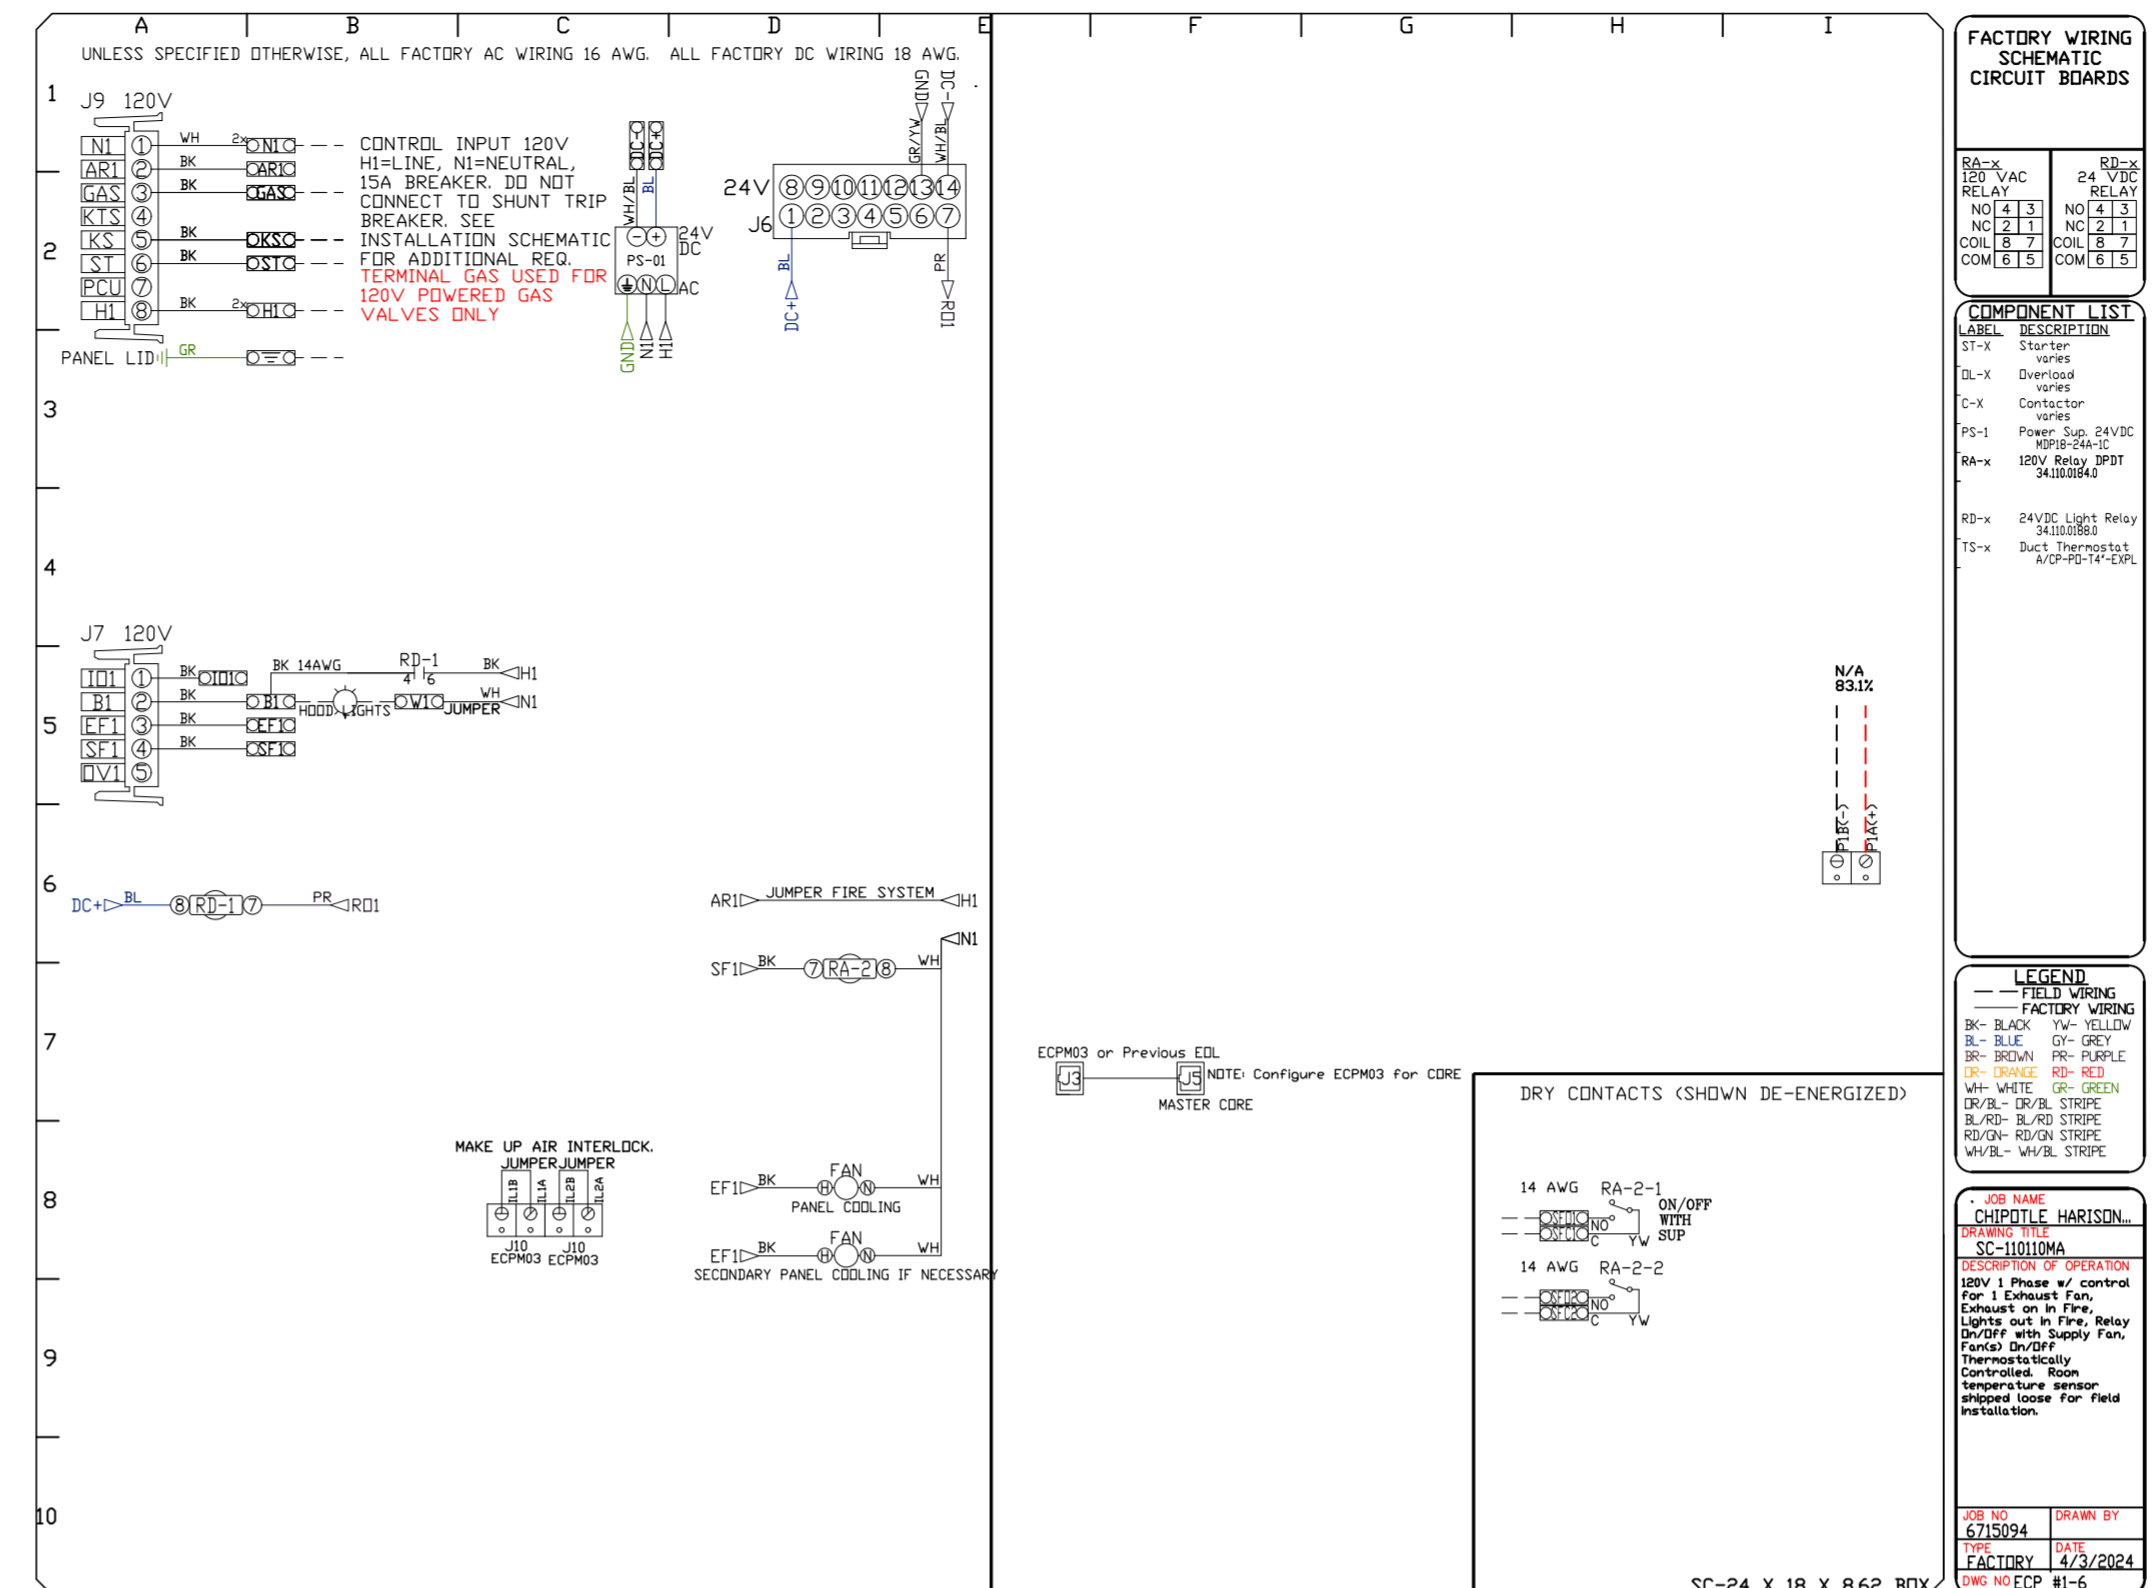 A B C D E F G H I
UNLESS SPECIFIED OTHERWISE, ALL FACTORY AC WIRING 16 AWG. ALL FACTORY DC WIRING 18 AWG.
1
2
3
4
5
6
7
8
9
10
J9 120V
N1 1 WH 2x N1
AR1 2 BK AR1
GAS 3 BK GAS
KTS 4
KS 5 BK KS
ST 6 BK ST
PCU 7
H1 8 BK 2x H1
PANEL LID GR
CONTROL INPUT 120V
H1=LINE, N1=NEUTRAL,
15A BREAKER. DO NOT
CONNECT TO SHUNT TRIP
BREAKER. SEE
INSTALLATION SCHEMATIC
FOR ADDITIONAL REQ.
TERMINAL GAS USED FOR
120V POWERED GAS
VALVES ONLY
DC- DC+
WH/BL BL
- + 24V
DC
PS-01
N L AC
GND N1 H1
GND DC-
GR/YW WH/BL
24V 8 9 10 11 12 13 14
J6 1 2 3 4 5 6 7
BL PR
DC+ RO1
J7 120V
IO1 1 BK IO1
B1 2 BK B1
EF1 3 BK EF1
SF1 4 BK SF1
OV1 5
BK 14AWG RD-1 BK H1
4 6
HOOD LIGHTS W1 JUMPER WH N1
DC+ BL 8 RD-1 7 PR RO1
AR1 JUMPER FIRE SYSTEM H1
N1
SF1 BK 7 RA-2 8 WH
MAKE UP AIR INTERLOCK.
JUMPER JUMPER
IL1B IL1A IL2B IL2A
J10 J10
ECPM03 ECPM03
EF1 BK FAN WH
H N
PANEL COOLING
EF1 BK FAN WH
H N
SECONDARY PANEL COOLING IF NECESSARY
N/A
83.1%
P1B(-) P1A(+)
ECPM03 or Previous EOL
J3 J5 NOTE: Configure ECPM03 for CORE
MASTER CORE
DRY CONTACTS (SHOWN DE-ENERGIZED)
14 AWG RA-2-1
SFO1 NO
SFC1 C YW
ON/OFF
WITH
SUP
14 AWG RA-2-2
SFO2 NO
SFC2 C YW
SC-24 X 18 X 8.62 BOX
FACTORY WIRING
SCHEMATIC
CIRCUIT BOARDS
RA-x
120 VAC
RELAY
NO 4 3
NC 2 1
COIL 8 7
COM 6 5
RD-x
24 VDC
RELAY
NO 4 3
NC 2 1
COIL 8 7
COM 6 5
COMPONENT LIST
LABEL DESCRIPTION
ST-X Starter
varies
OL-X Overload
varies
C-X Contactor
varies
PS-1 Power Sup. 24VDC
MDP18-24A-1C
RA-x 120V Relay DPDT
34.110.0184.0
RD-x 24VDC Light Relay
34.110.0188.0
TS-x Duct Thermostat
A/CP-PO-T4"-EXPL
LEGEND
FIELD WIRING
FACTORY WIRING
BK- BLACK YW- YELLOW
BL- BLUE GY- GREY
BR- BROWN PR- PURPLE
OR- ORANGE RD- RED
WH- WHITE GR- GREEN
OR/BL- OR/BL STRIPE
BL/RD- BL/RD STRIPE
RD/GN- RD/GN STRIPE
WH/BL- WH/BL STRIPE
JOB NAME
CHIPOTLE HARISON...
DRAWING TITLE
SC-110110MA
DESCRIPTION OF OPERATION
120V 1 Phase w/ control
for 1 Exhaust Fan,
Exhaust on in Fire,
Lights out in Fire, Relay
On/Off with Supply Fan,
Fan(s) On/Off
Thermostatically
Controlled. Room
temperature sensor
shipped loose for field
installation.
JOB NO DRAWN BY
6715094
TYPE DATE
FACTORY 4/3/2024
DWG NO ECP #1-6